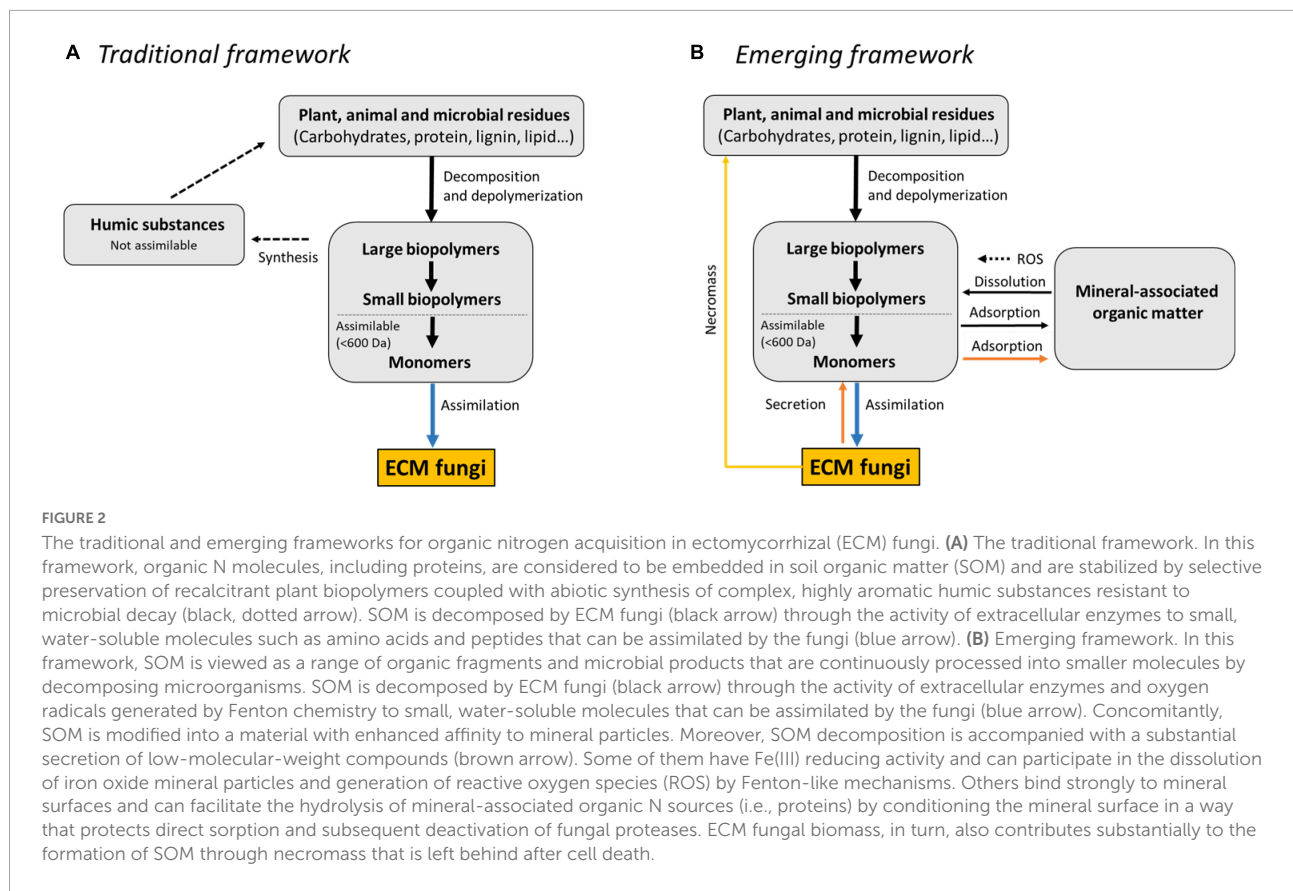 A Traditional framework
Plant, animal and microbial residues
(Carbohydrates, protein, lignin, lipid...)
Decomposition
and depolymerization
Humic substances
Not assimilable
Synthesis
Large biopolymers
Small biopolymers
Assimilable
(<600 Da)
Monomers
Assimilation
ECM fungi
B Emerging framework
Plant, animal and microbial residues
(Carbohydrates, protein, lignin, lipid...)
Decomposition
and depolymerization
Necromass
Large biopolymers
Small biopolymers
Assimilable
(<600 Da)
Monomers
ROS
Dissolution
Adsorption
Adsorption
Mineral-associated
organic matter
Secretion
Assimilation
ECM fungi
FIGURE 2
The traditional and emerging frameworks for organic nitrogen acquisition in ectomycorrhizal (ECM) fungi. (A) The traditional framework. In this
framework, organic N molecules, including proteins, are considered to be embedded in soil organic matter (SOM) and are stabilized by selective
preservation of recalcitrant plant biopolymers coupled with abiotic synthesis of complex, highly aromatic humic substances resistant to
microbial decay (black, dotted arrow). SOM is decomposed by ECM fungi (black arrow) through the activity of extracellular enzymes to small,
water-soluble molecules such as amino acids and peptides that can be assimilated by the fungi (blue arrow). (B) Emerging framework. In this
framework, SOM is viewed as a range of organic fragments and microbial products that are continuously processed into smaller molecules by
decomposing microorganisms. SOM is decomposed by ECM fungi (black arrow) through the activity of extracellular enzymes and oxygen
radicals generated by Fenton chemistry to small, water-soluble molecules that can be assimilated by the fungi (blue arrow). Concomitantly,
SOM is modified into a material with enhanced affinity to mineral particles. Moreover, SOM decomposition is accompanied with a substantial
secretion of low-molecular-weight compounds (brown arrow). Some of them have Fe(III) reducing activity and can participate in the dissolution
of iron oxide mineral particles and generation of reactive oxygen species (ROS) by Fenton-like mechanisms. Others bind strongly to mineral
surfaces and can facilitate the hydrolysis of mineral-associated organic N sources (i.e., proteins) by conditioning the mineral surface in a way
that protects direct sorption and subsequent deactivation of fungal proteases. ECM fungal biomass, in turn, also contributes substantially to the
formation of SOM through necromass that is left behind after cell death.